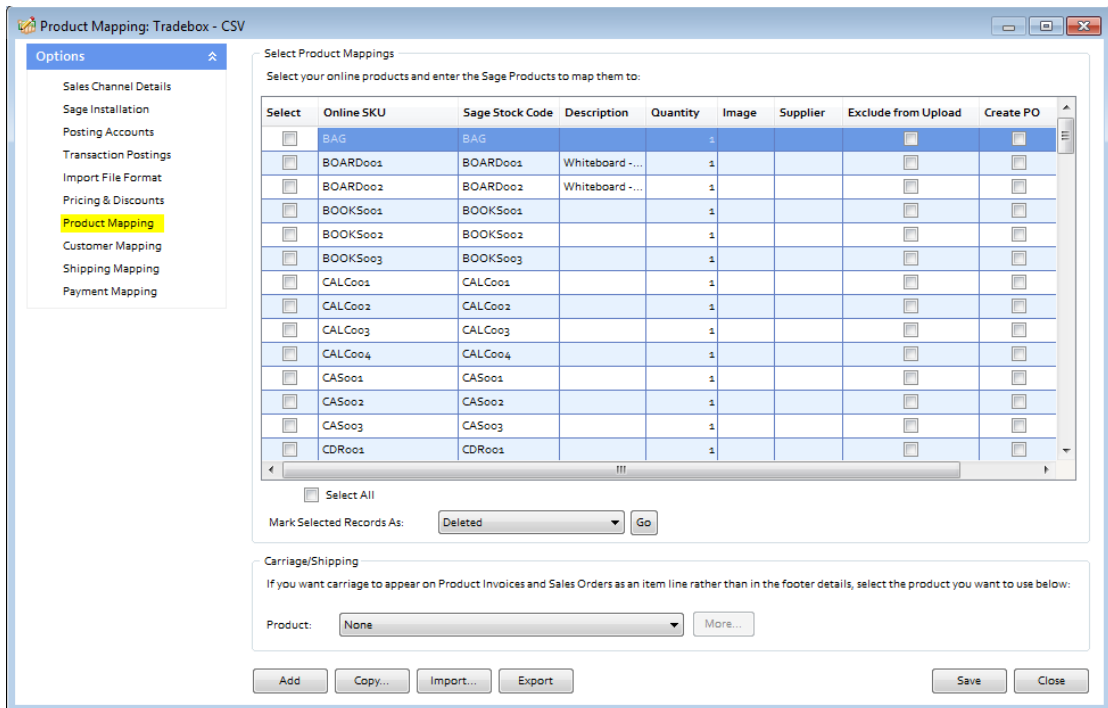 Product Mapping: Tradebox - CSV
Options
Sales Channel Details
Sage Installation
Posting Accounts
Transaction Postings
Import File Format
Pricing & Discounts
Product Mapping
Customer Mapping
Shipping Mapping
Payment Mapping
Select Product Mappings
Select your online products and enter the Sage Products to map them to:
Select Online SKU Sage Stock Code Description Quantity Image Supplier Exclude from Upload Create PO
BAG BAG 1
BOARD001 BOARD001 Whiteboard -... 1
BOARD002 BOARD002 Whiteboard -... 1
BOOKS001 BOOKS001 1
BOOKS002 BOOKS002 1
BOOKS003 BOOKS003 1
CALC001 CALC001 1
CALC002 CALC002 1
CALC003 CALC003 1
CALC004 CALC004 1
CAS001 CAS001 1
CAS002 CAS002 1
CAS003 CAS003 1
CDR001 CDR001 1
Select All
Mark Selected Records As: Deleted Go
Carriage/Shipping
If you want carriage to appear on Product Invoices and Sales Orders as an item line rather than in the footer details, select the product you want to use below:
Product: None More...
Add Copy... Import... Export Save Close